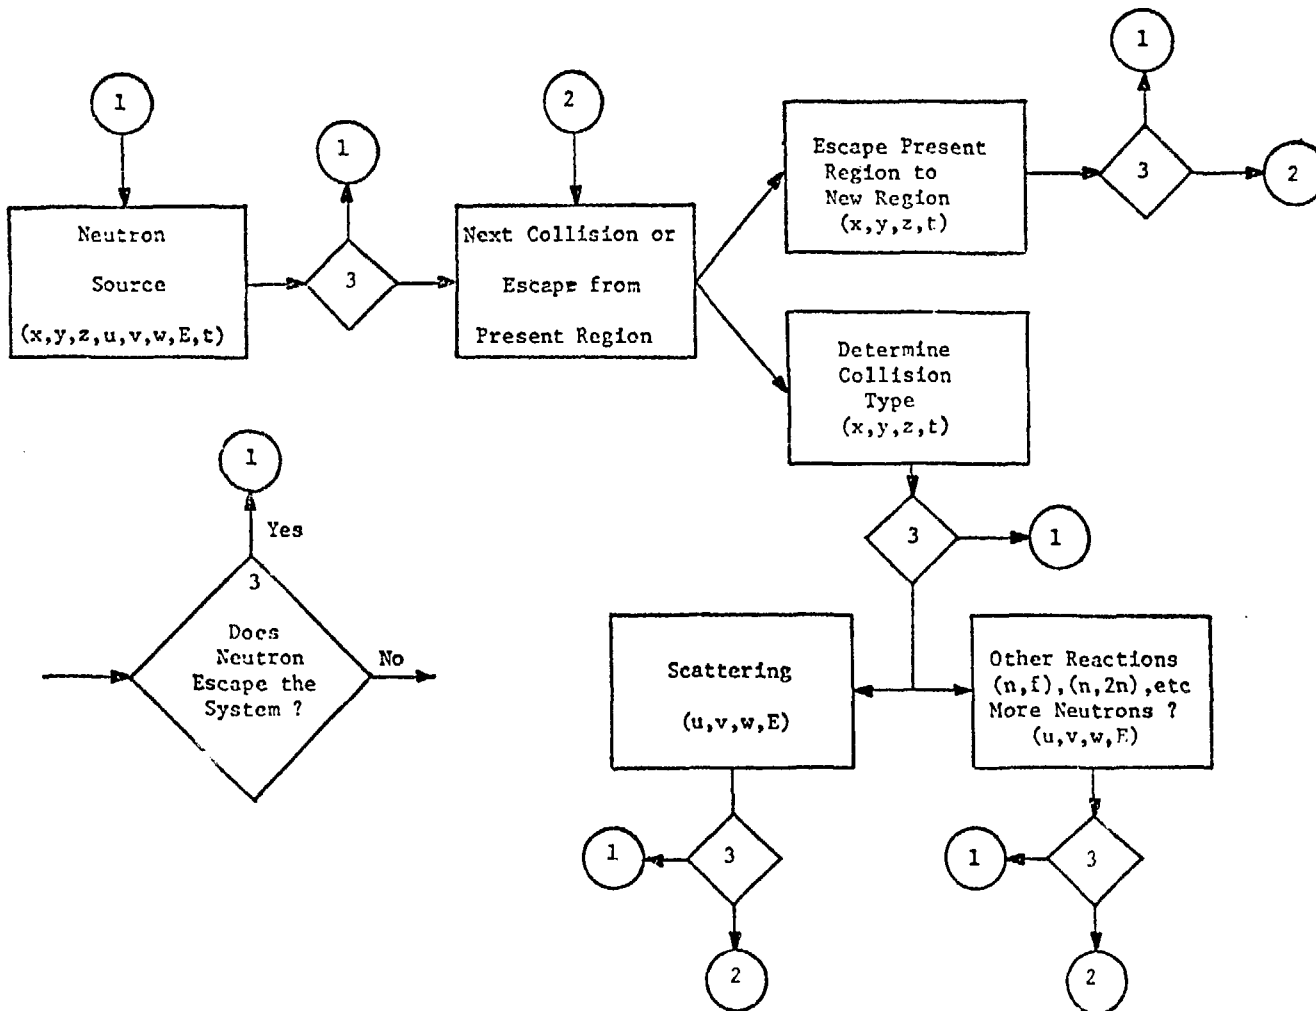 1
1
2
1
Neutron
Source
(x,y,z,u,v,w,E,t)
3
Next Collision or
Escape from
Present Region
Escape Present
Region to
New Region
(x,y,z,t)
3
2
Determine
Collision
Type
(x,y,z,t)
3
1
1
Yes
3
Does
Neutron
Escape the
System ?
No
Scattering
(u,v,w,E)
Other Reactions
(n,f),(n,2n),etc
More Neutrons ?
(u,v,w,E)
1
3
2
1
3
2